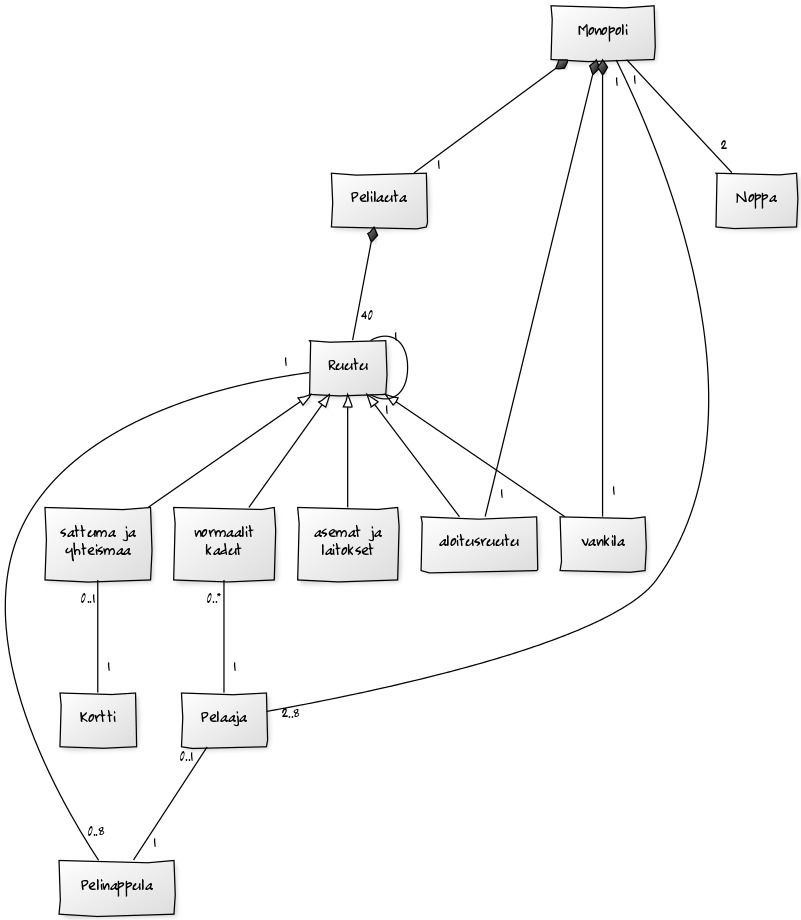 Monopoli
1
1
2
1
Pelilauta
Noppa
40
1
1
Ruutu
1
1
1
sattuma ja
yhteismaa
normaalit
kadut
asemat ja
laitokset
aloitusruutu
vankila
0..1
0..*
1
1
Kortti
Pelaaja
2..8
0..1
0..8
1
Pelinappula